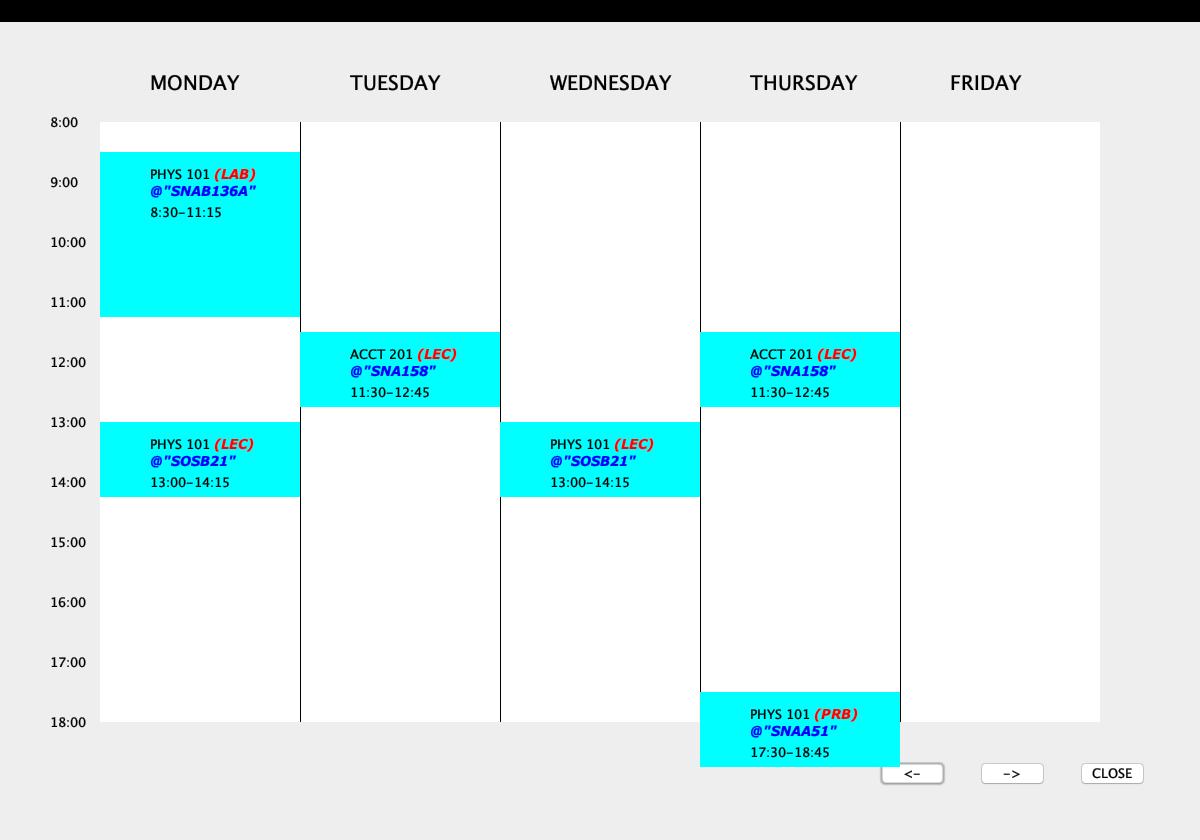 MONDAY TUESDAY WEDNESDAY THURSDAY FRIDAY
8:00
PHYS 101 (LAB)
9:00
@"SNAB136A"
8:30-11:15
10:00
11:00
ACCT 201 (LEC) ACCT 201 (LEC)
12:00
@"SNA158" @"SNA158"
11:30-12:45 11:30-12:45
13:00
PHYS 101 (LEC) PHYS 101 (LEC)
@"SOSB21" @"SOSB21"
14:00 13:00-14:15 13:00-14:15
15:00
16:00
17:00
PHYS 101 (PRB)
18:00
@"SNAA51"
17:30-18:45
<- -> CLOSE